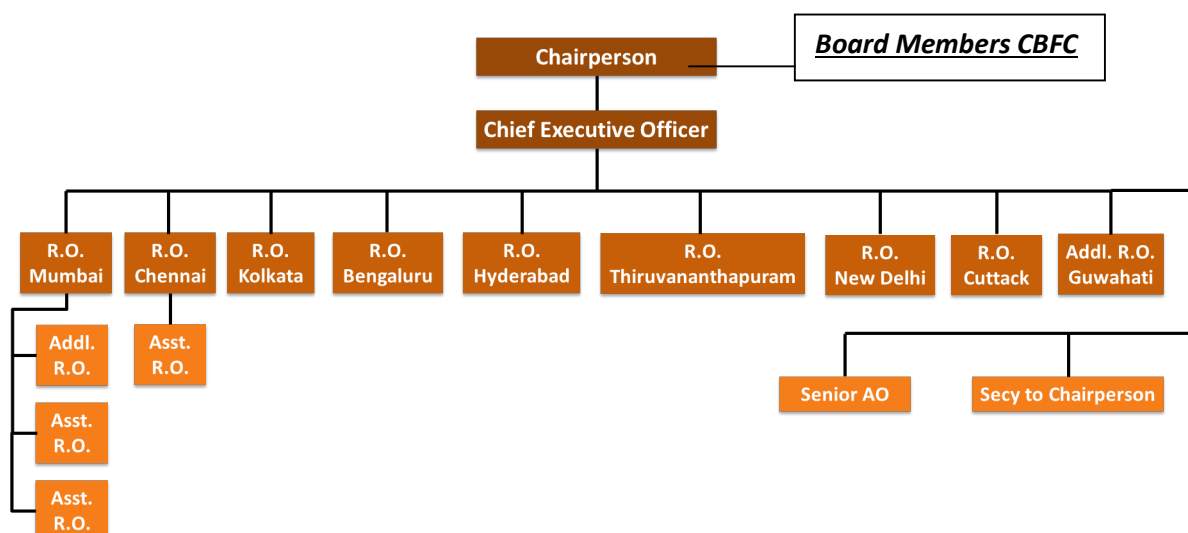 Board Members CBFC
Chairperson
Chief Executive Officer
R.O.
Mumbai
R.O.
Chennai
R.O.
Kolkata
R.O.
Bengaluru
R.O.
Hyderabad
R.O.
Thiruvananthapuram
R.O.
New Delhi
R.O.
Cuttack
Addl. R.O.
Guwahati
Addl.
R.O.
Asst.
R.O.
Senior AO
Secy to Chairperson
Asst.
R.O.
Asst.
R.O.